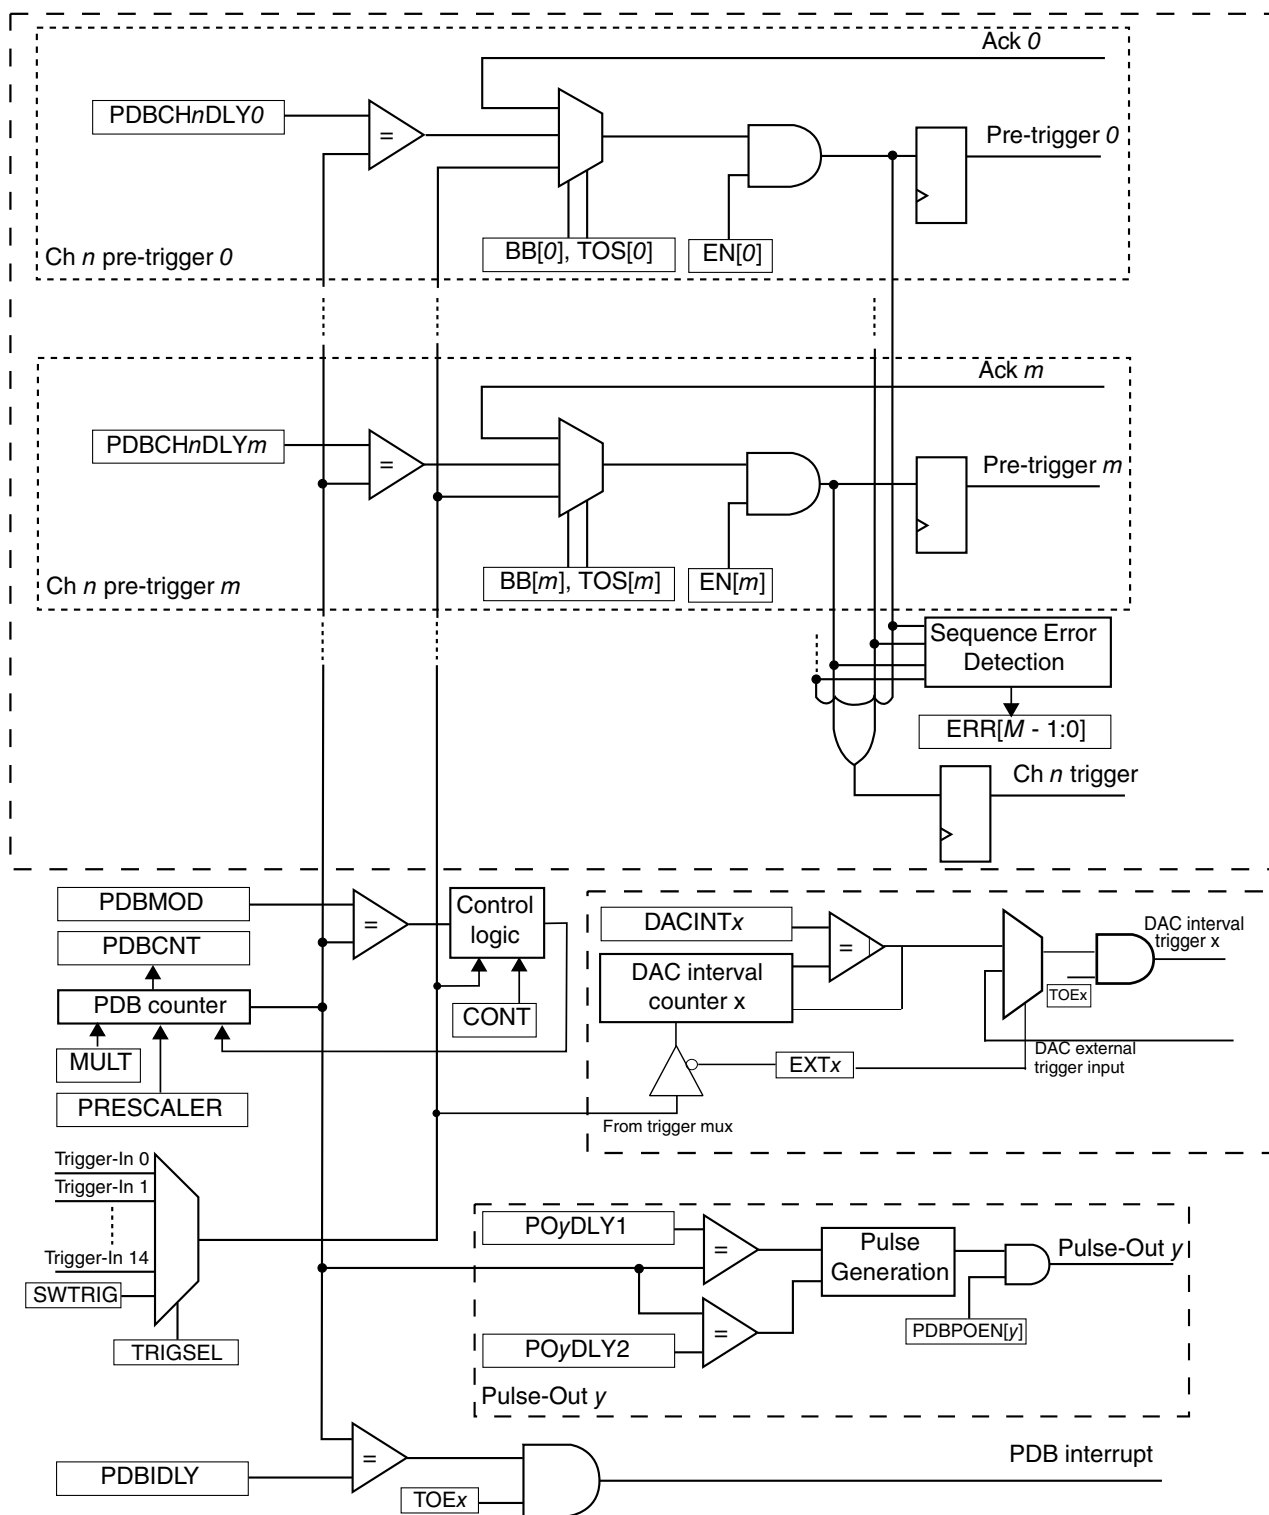 Ack 0
PDBCHnDLY0
=
Pre-trigger 0
BB[0], TOS[0]
EN[0]
Ch n pre-trigger 0
Ack m
PDBCHnDLYm
=
Pre-trigger m
BB[m], TOS[m]
EN[m]
Ch n pre-trigger m
Sequence Error
Detection
ERR[M - 1:0]
Ch n trigger
PDBMOD
=
Control
logic
PDBCNT
PDB counter
CONT
MULT
PRESCALER
DACINTx
=
DAC interval
counter x
DAC interval
trigger x
TOEx
EXTx
DAC external
trigger input
From trigger mux
Trigger-In 0
Trigger-In 1
Trigger-In 14
SWTRIG
TRIGSEL
POyDLY1
=
Pulse
Generation
Pulse-Out y
=
PDBPOEN[y]
POyDLY2
Pulse-Out y
=
PDB interrupt
PDBIDLY
TOEx